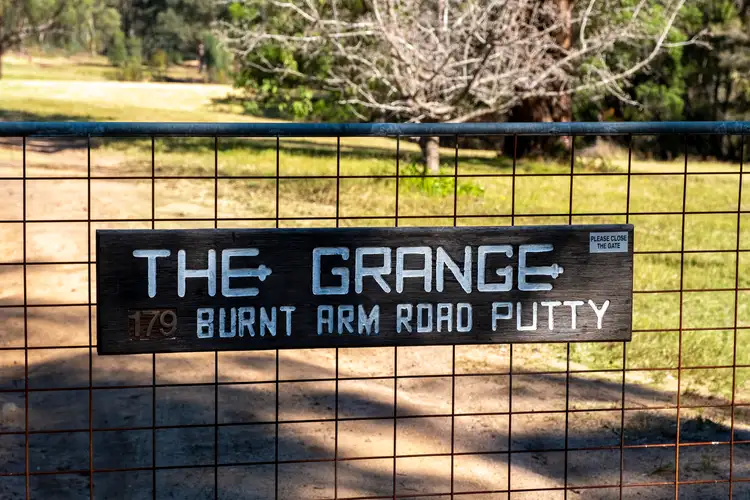 THE GRANGE
PLEASE CLOSE
THE GATE
179 BURNT ARM ROAD PUTTY